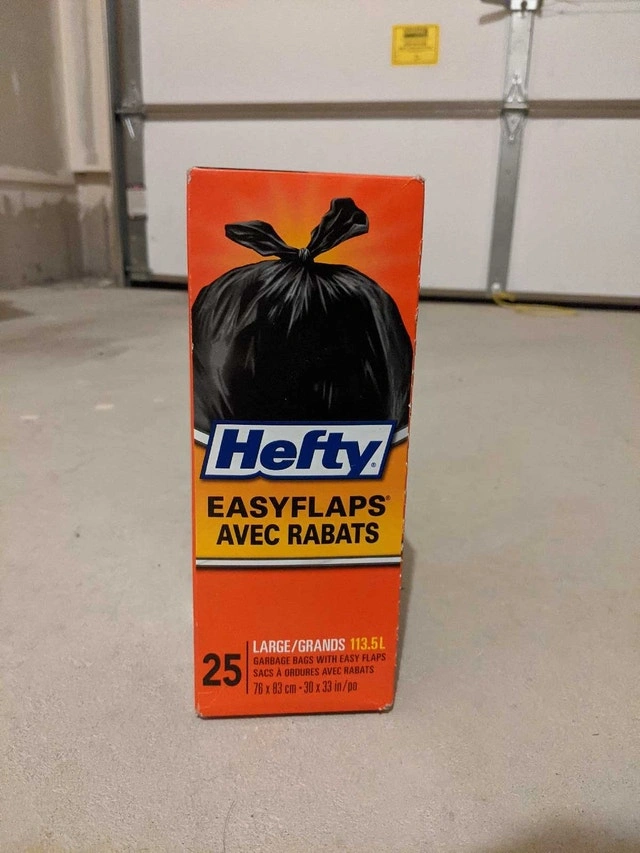 Hefty®
EASYFLAPS®
AVEC RABATS
25
LARGE/GRANDS 113.5 L
GARBAGE BAGS WITH EASY FLAPS
SACS À ORDURES AVEC RABATS
76 x 83 cm • 30 x 33 in/po